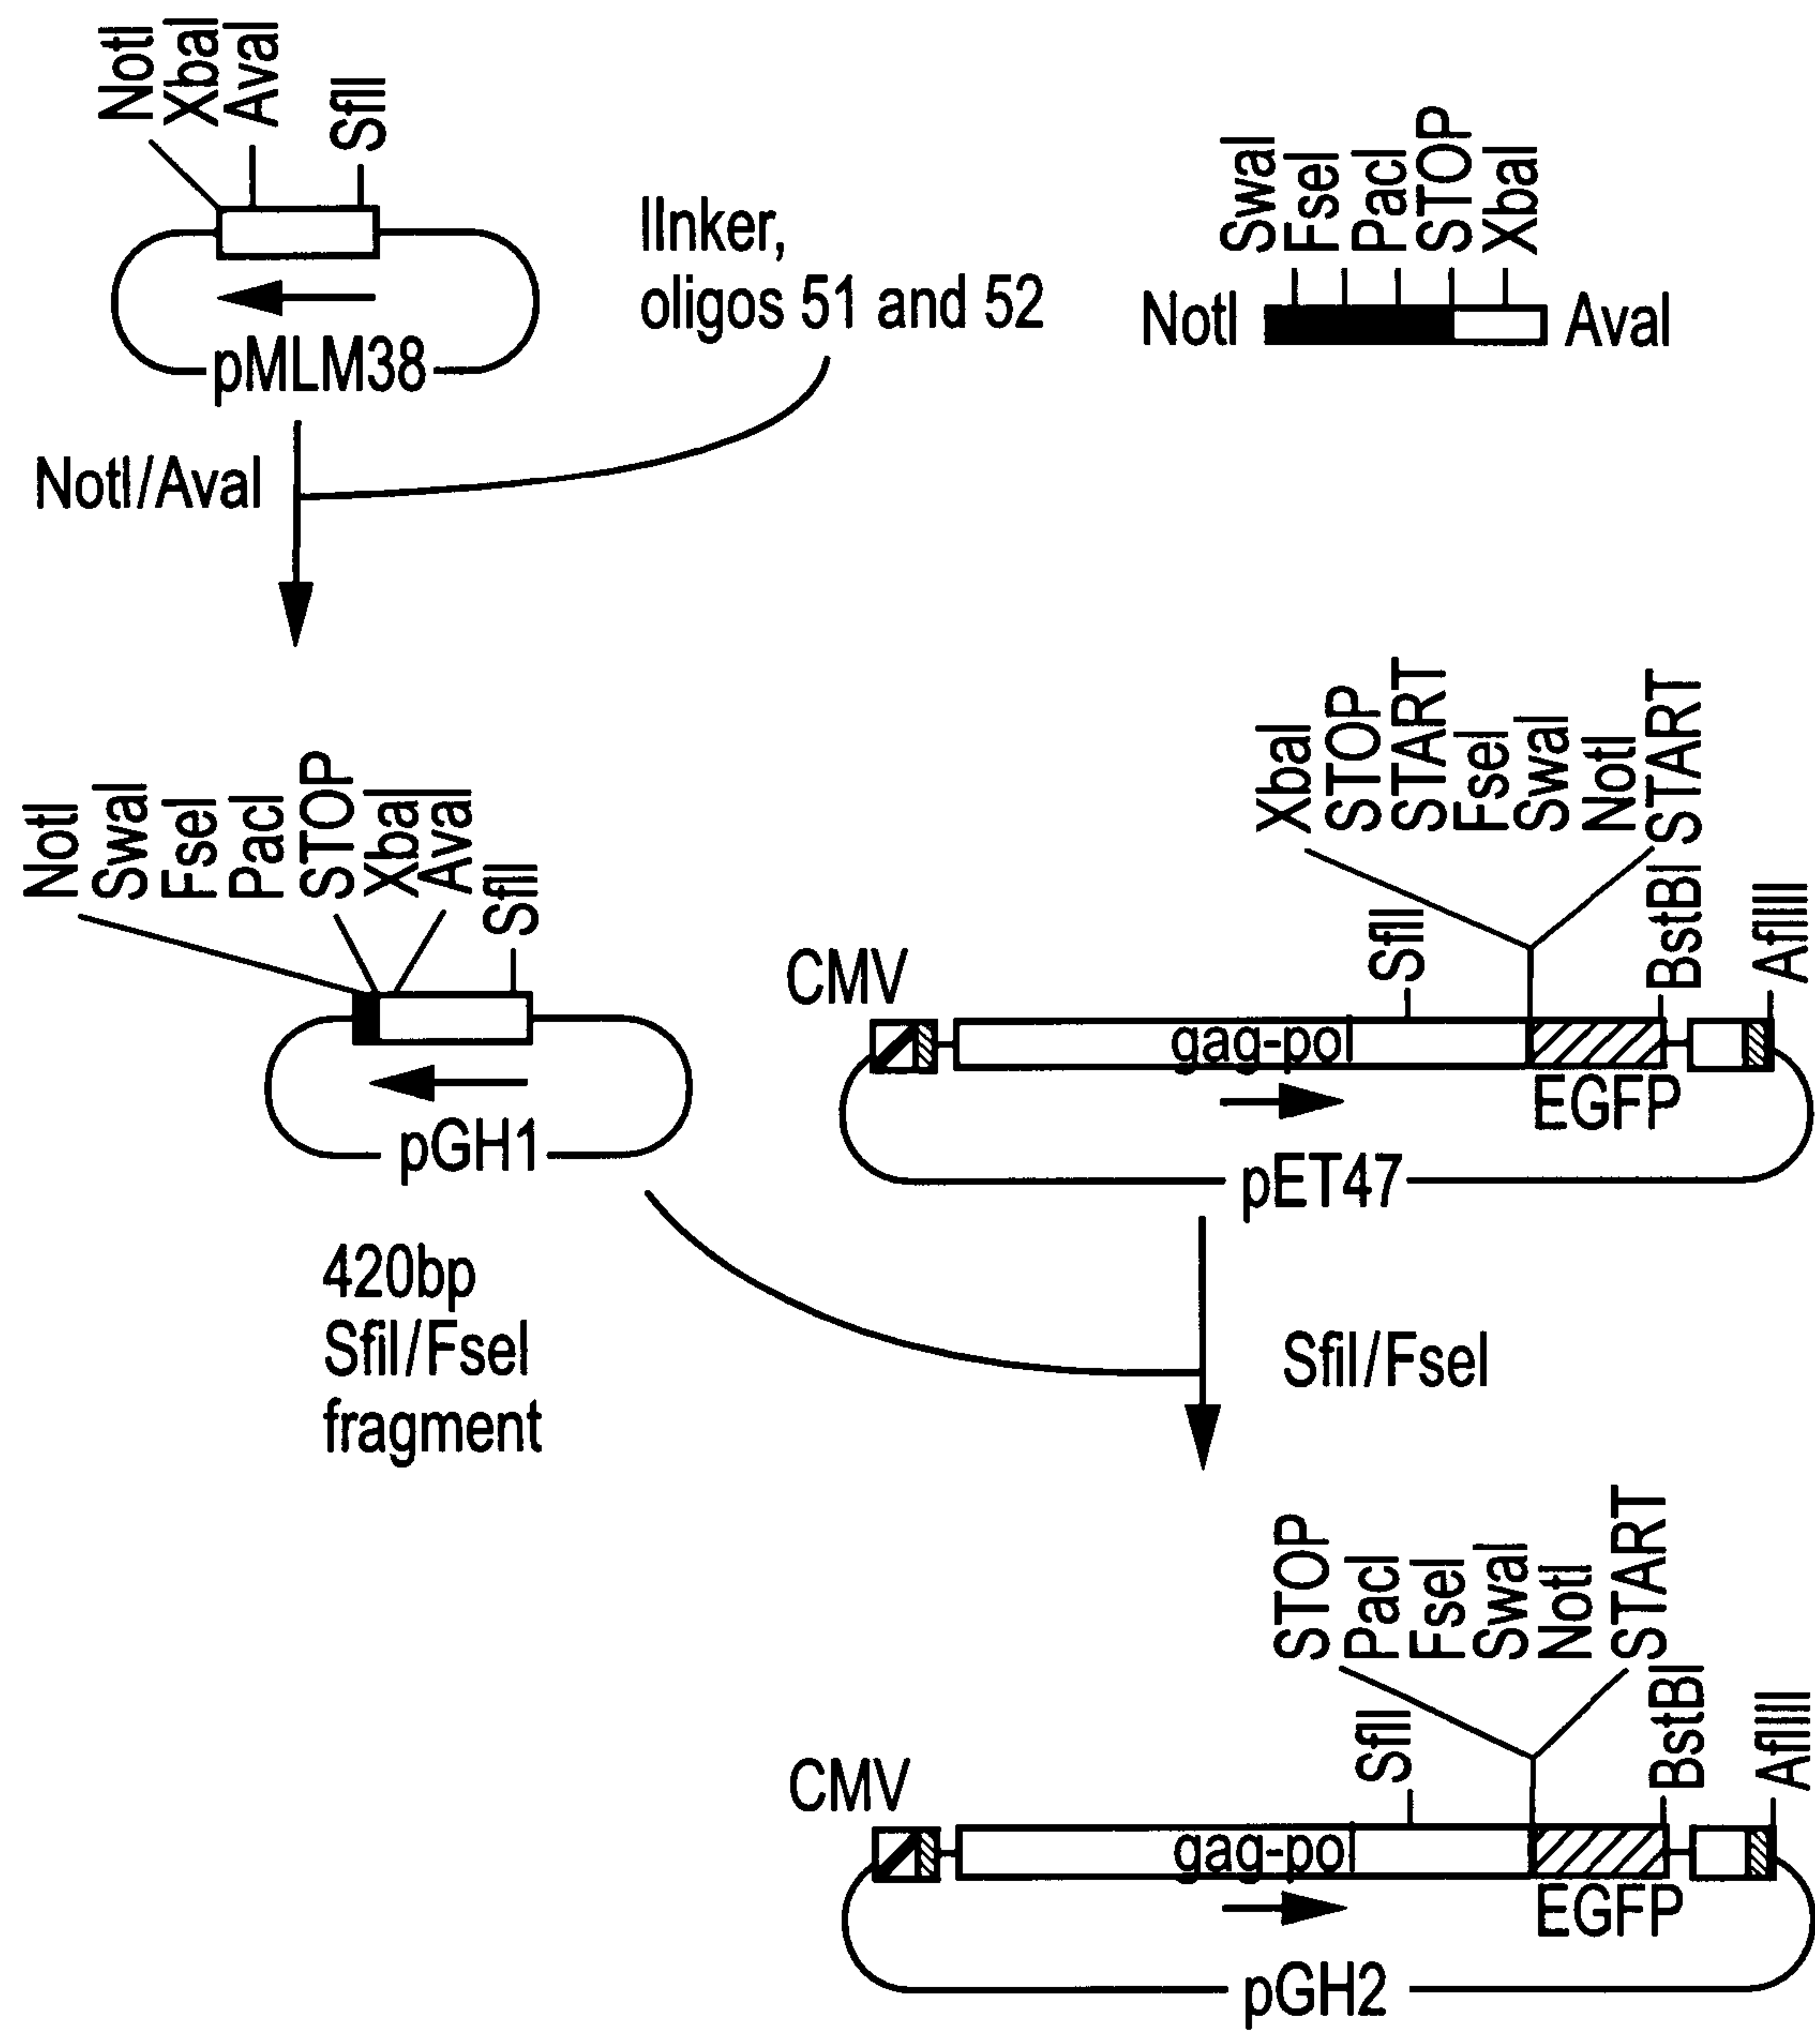 NotI
XbaI
AvaI
SfiI
lInker,
oligos 51 and 52
SwaI
FseI
PacI
STOP
XbaI
NotI
AvaI
pMLM38
NotI/AvaI
NotI
SwaI
FseI
PacI
STOP
XbaI
AvaI
SfiI
pGH1
420bp
SfiI/FseI
fragment
XbaI
STOP
START
FseI
SwaI
NotI
START
SfiI
BstBI
AflIII
CMV
gag-pol
EGFP
pET47
SfiI/FseI
STOP
PacI
FseI
SwaI
NotI
START
SfiI
BstBI
AflIII
CMV
gag-pol
EGFP
pGH2